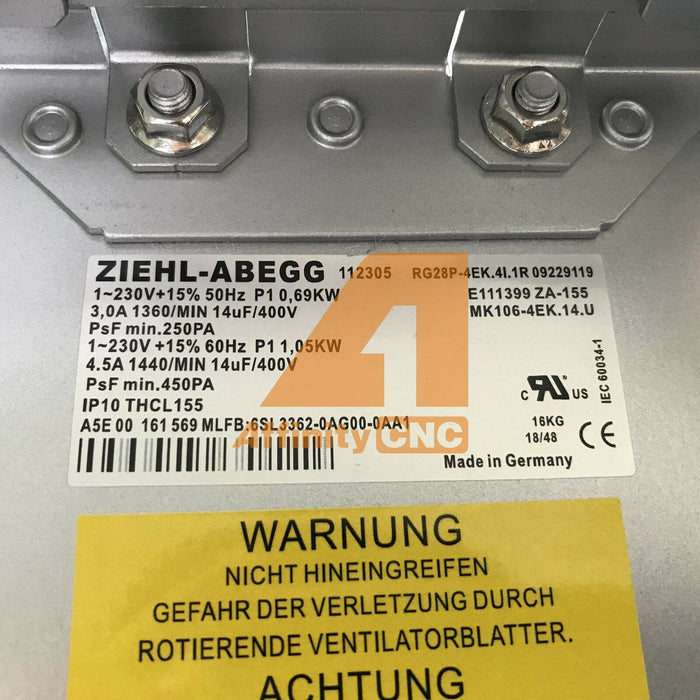 ZIEHL-ABEGG 112305 RG28P-4EK.4I.1R 09229119
1~230V+15% 50Hz P1 0,69KW E111399 ZA-155
3,0A 1360/MIN 14uF/400V MK106-4EK.14.U
PsF min.250PA
1~230V +15% 60Hz P1 1,05KW
4.5A 1440/MIN 14uF/400V
PsF min.450PA
IP10 THCL155
A5E 00 161 569 MLFB:6SL3362-0AG00-0AA1
C RU US
IEC 60034-1
16KG
18/48 CE
Made in Germany
Affinity CNC
WARNUNG
NICHT HINEINGREIFEN
GEFAHR DER VERLETZUNG DURCH
ROTIERENDE VENTILATORBLATTER.
ACHTUNG